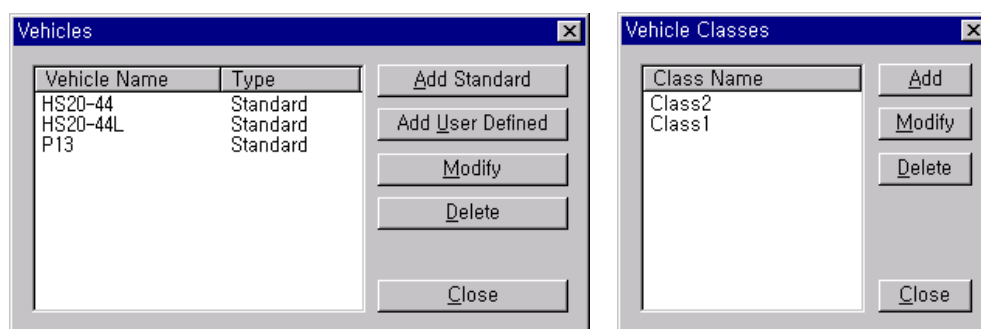 Vehicles
Vehicle Name Type
HS20-44 Standard
HS20-44L Standard
P13 Standard
Add Standard
Add User Defined
Modify
Delete
Close
Vehicle Classes
Class Name
Class2
Class1
Add
Modify
Delete
Close